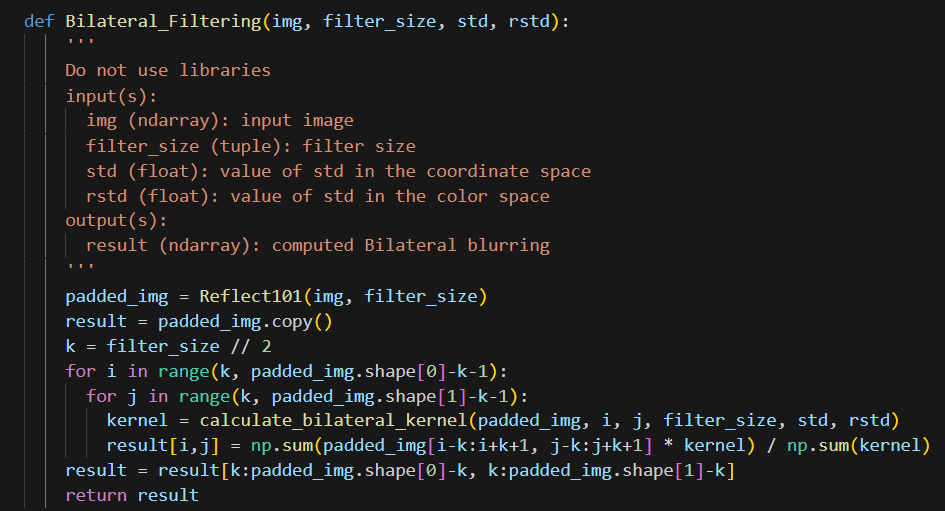 def Bilateral_Filtering(img, filter_size, std, rstd):
    '''
    Do not use libraries
    input(s):
      img (ndarray): input image
      filter_size (tuple): filter size
      std (float): value of std in the coordinate space
      rstd (float): value of std in the color space
    output(s):
      result (ndarray): computed Bilateral blurring
    '''
    padded_img = Reflect101(img, filter_size)
    result = padded_img.copy()
    k = filter_size // 2
    for i in range(k, padded_img.shape[0]-k-1):
      for j in range(k, padded_img.shape[1]-k-1):
        kernel = calculate_bilateral_kernel(padded_img, i, j, filter_size, std, rstd)
        result[i,j] = np.sum(padded_img[i-k:i+k+1, j-k:j+k+1] * kernel) / np.sum(kernel)
    result = result[k:padded_img.shape[0]-k, k:padded_img.shape[1]-k]
    return result